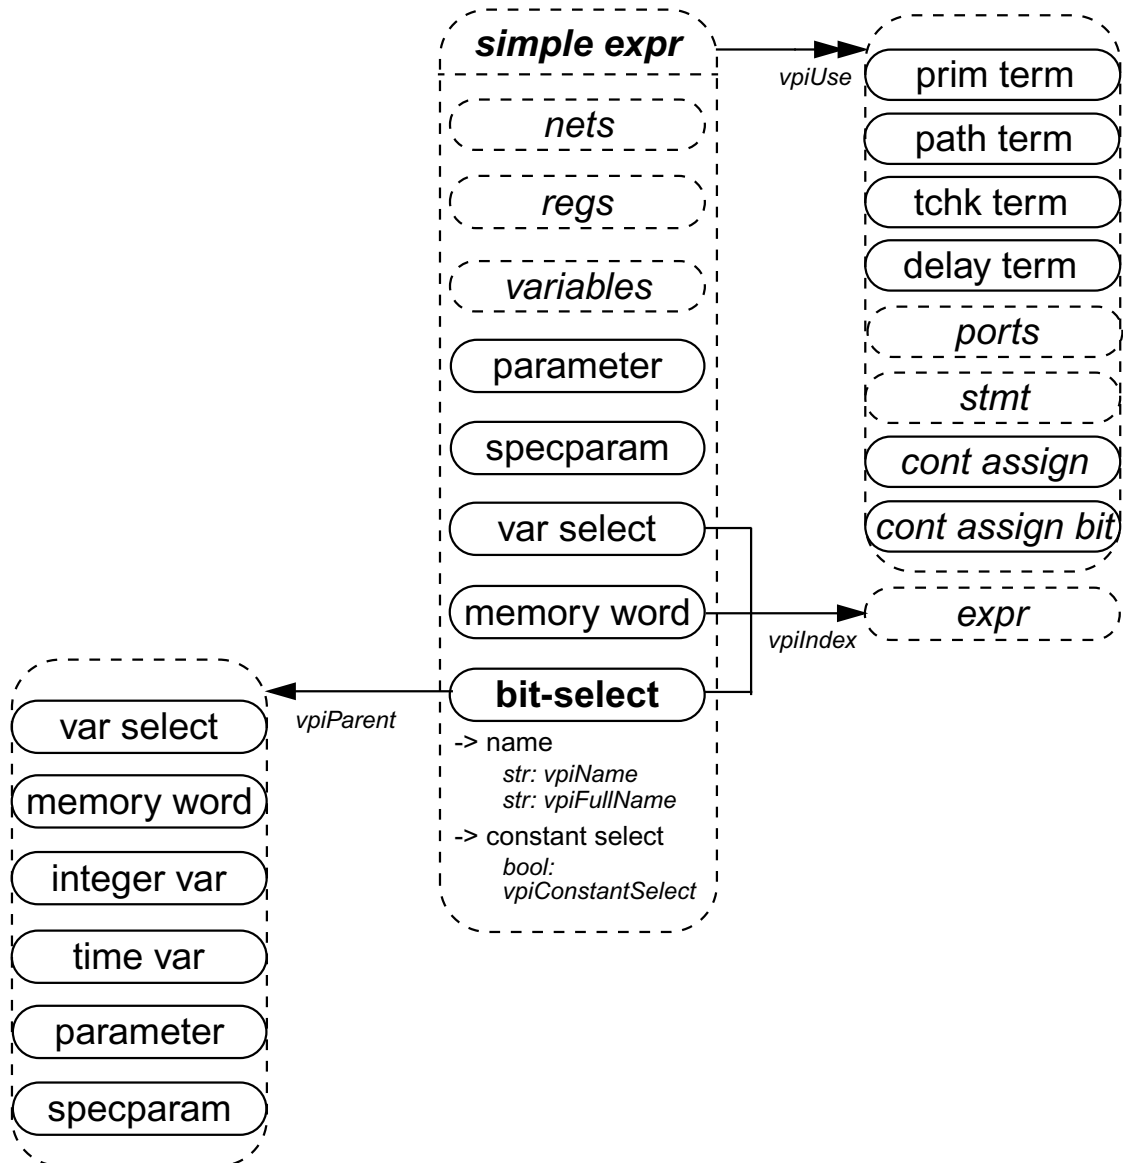 simple expr
nets
regs
variables
parameter
specparam
var select
memory word
bit-select
-> name
str: vpiName
str: vpiFullName
-> constant select
bool:
vpiConstantSelect
vpiUse
prim term
path term
tchk term
delay term
ports
stmt
cont assign
cont assign bit
vpiIndex
expr
vpiParent
var select
memory word
integer var
time var
parameter
specparam